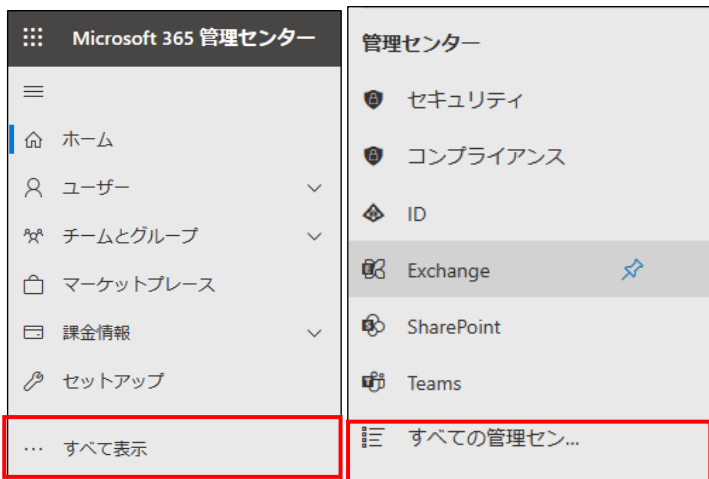 Microsoft 365 管理センター
ホーム
ユーザー
チームとグループ
マーケットプレース
課金情報
セットアップ
… すべて表示
管理センター
セキュリティ
コンプライアンス
ID
Exchange
SharePoint
Teams
すべての管理セン...